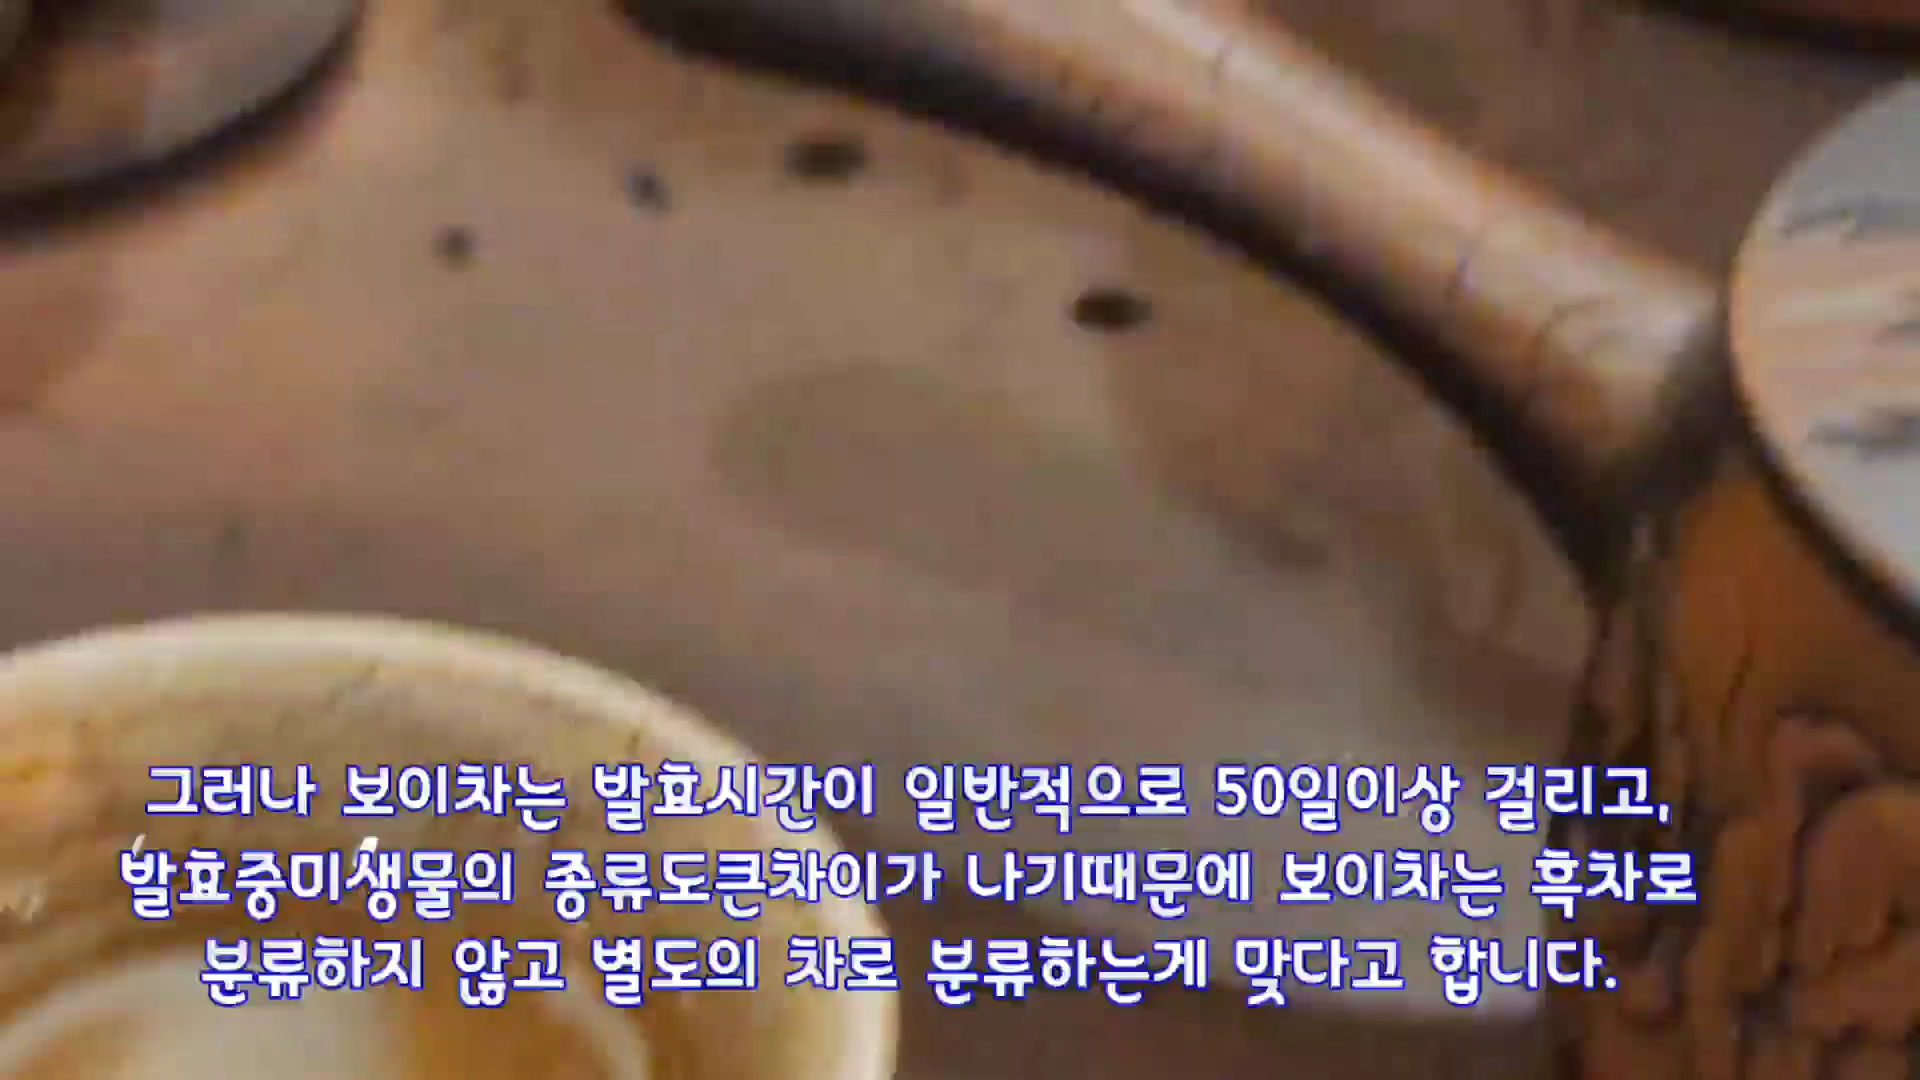 그러나 보이차는 발효시간이 일반적으로 50일이상 걸리고,
발효중미생물의 종류도큰차이가 나기때문에 보이차는 흑차로
분류하지 않고 별도의 차로 분류하는게 맞다고 합니다.